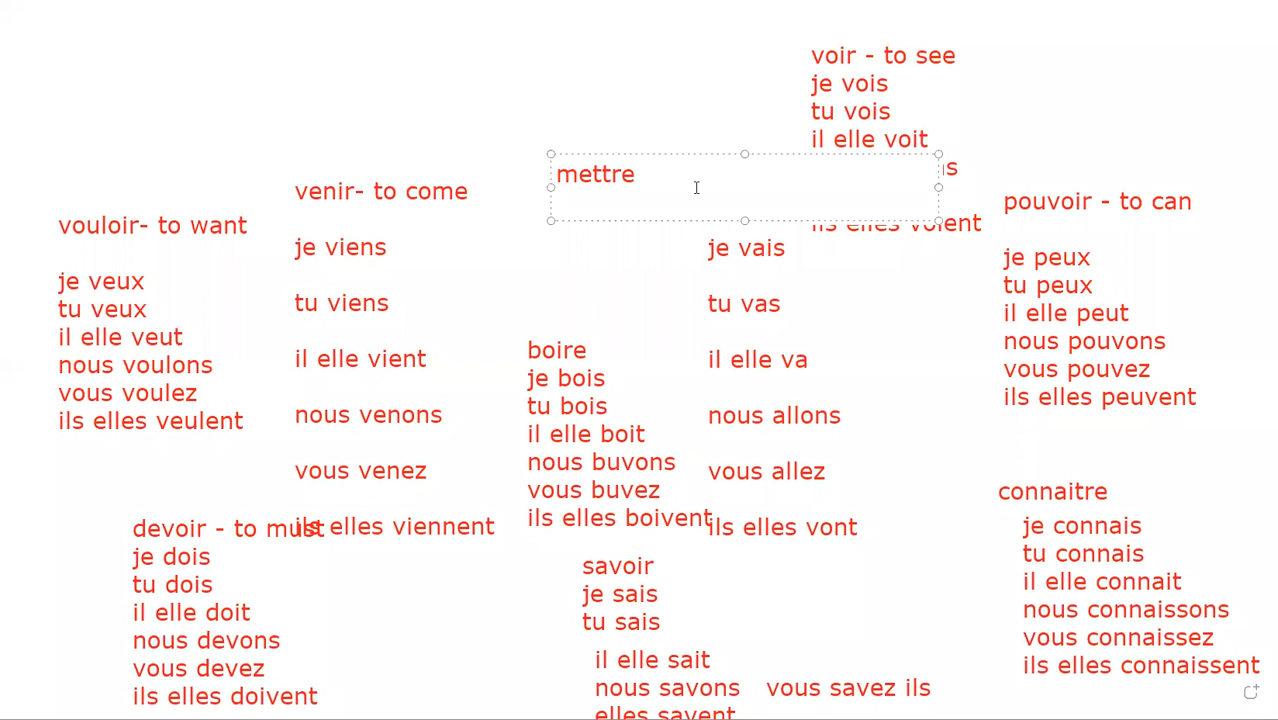 voir - to see
je vois
tu vois
il elle voit
mettre
ils elles voient
venir- to come
je viens
tu viens
il elle vient
nous venons
vous venez
ils elles viennent
vouloir- to want
je veux
tu veux
il elle veut
nous voulons
vous voulez
ils elles veulent
je vais
tu vas
il elle va
nous allons
vous allez
ils elles vont
pouvoir - to can
je peux
tu peux
il elle peut
nous pouvons
vous pouvez
ils elles peuvent
boire
je bois
tu bois
il elle boit
nous buvons
vous buvez
ils elles boivent
connaitre
je connais
tu connais
il elle connait
nous connaissons
vous connaissez
ils elles connaissent
devoir - to must
je dois
tu dois
il elle doit
nous devons
vous devez
ils elles doivent
savoir
je sais
tu sais
il elle sait
nous savons vous savez ils
elles savent